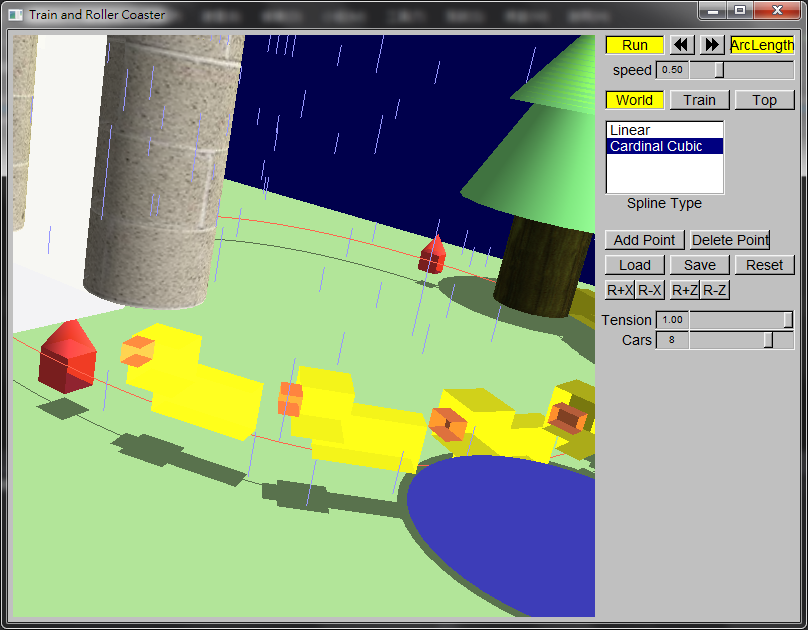 Train and Roller Coaster
Run
ArcLength
speed 0.50
World Train Top
Linear
Cardinal Cubic
Spline Type
Add Point Delete Point
Load Save Reset
R+X R-X R+Z R-Z
Tension 1.00
Cars 8